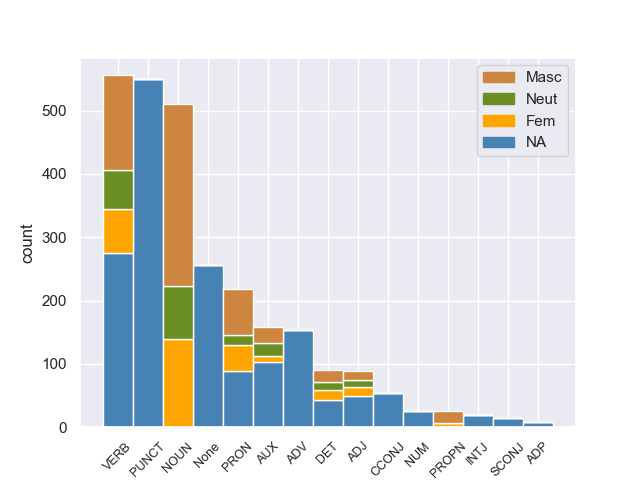 Masc
Neut
Fem
NA
500
400
300
200
100
0
count
VERB
PUNCT
NOUN
None
PRON
AUX
ADV
DET
ADJ
CCONJ
NUM
PROPN
INTJ
SCONJ
ADP